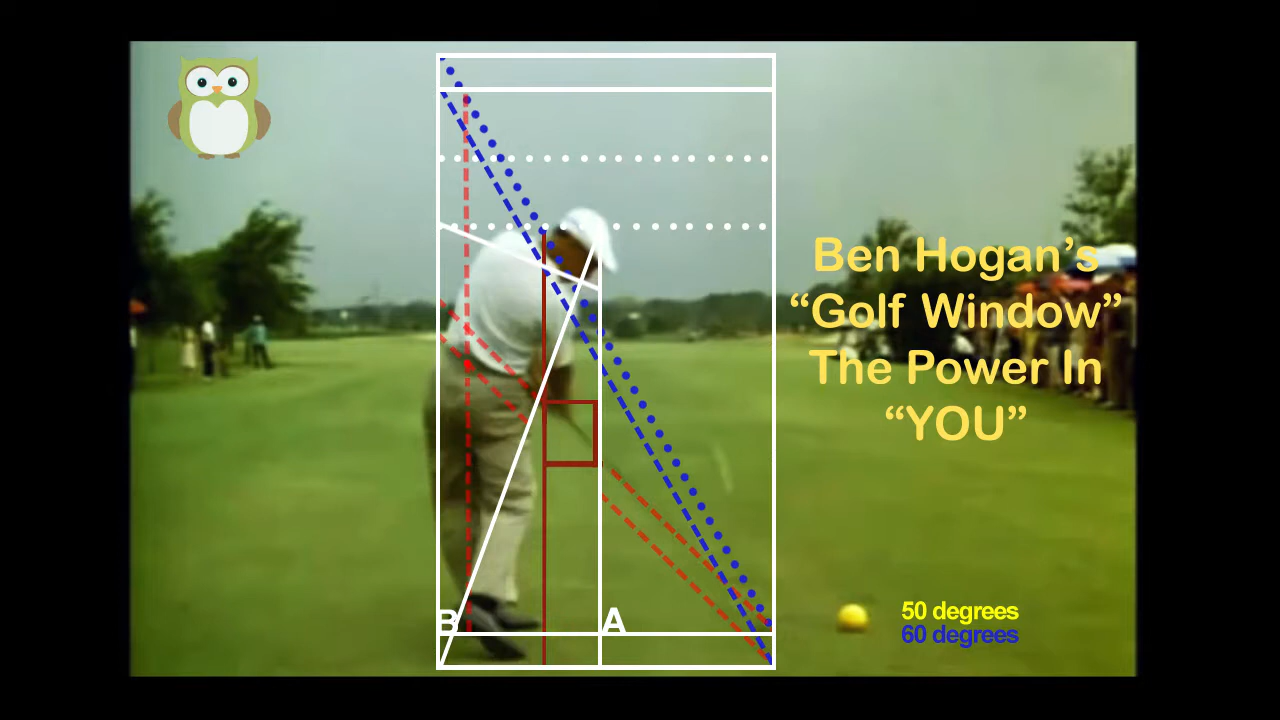 Ben Hogan’s
“Golf Window”
The Power In
“YOU”
B
A
50 degrees
60 degrees